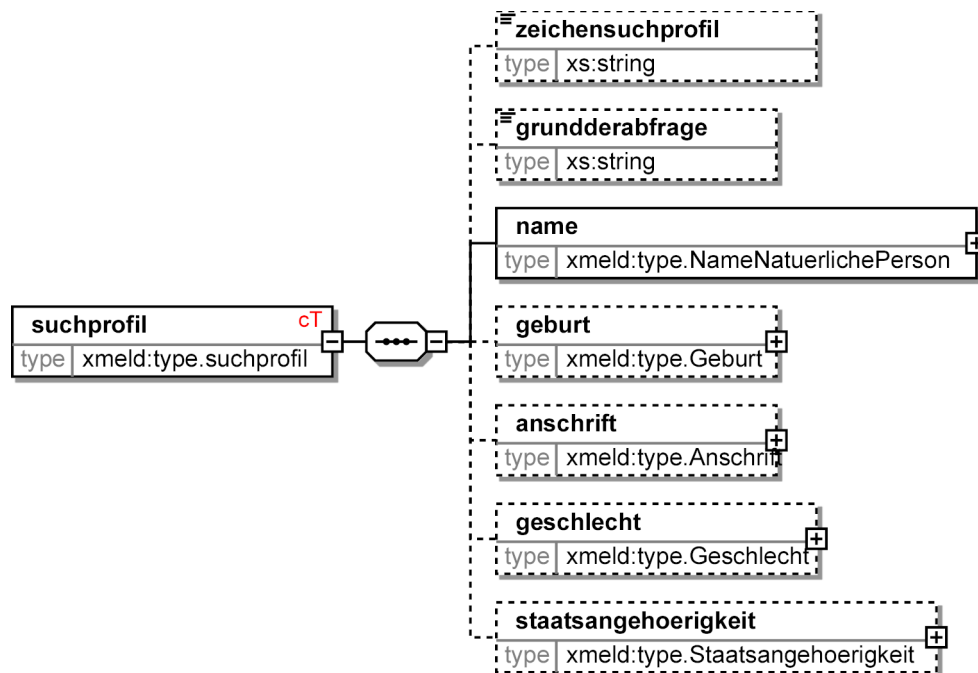 zeichensuchprofil
type xs:string
grundderabfrage
type xs:string
name
type xmeld:type.NameNatuerlichePerson
suchprofil cT
type xmeld:type.suchprofil
geburt
type xmeld:type.Geburt
anschrift
type xmeld:type.Anschrift
geschlecht
type xmeld:type.Geschlecht
staatsangehoerigkeit
type xmeld:type.Staatsangehoerigkeit